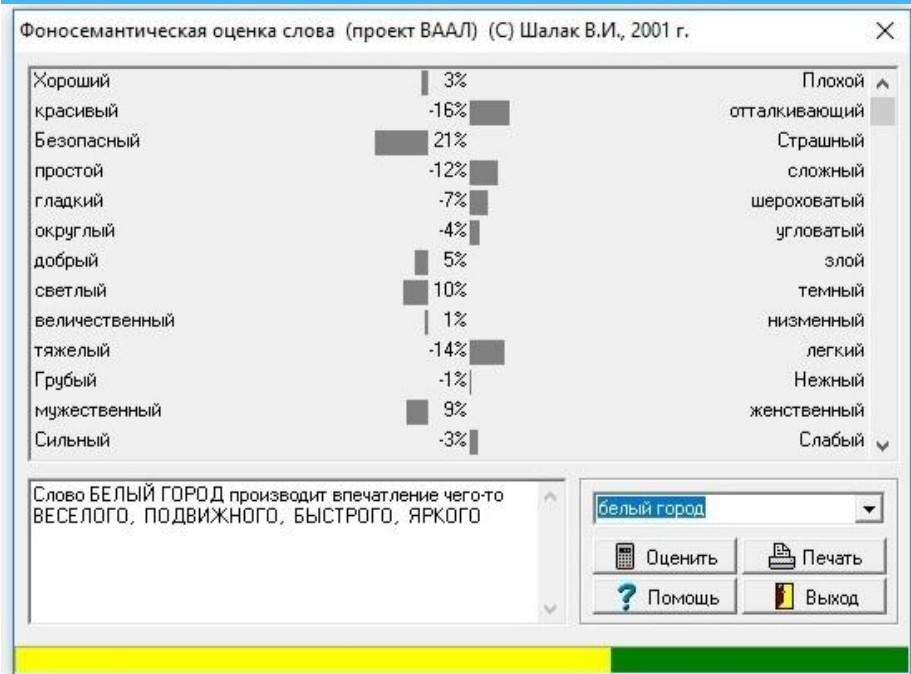 Фоносемантическая оценка слова (проект ВААЛ) (C) Шалак В.И., 2001 г.
Хороший 3% Плохой
красивый -16% отталкивающий
Безопасный 21% Страшный
простой -12% сложный
гладкий -7% шероховатый
округлый -4% угловатый
добрый 5% злой
светлый 10% темный
величественный 1% низменный
тяжелый -14% легкий
Грубый -1% Нежный
мужественный 9% женственный
Сильный -3% Слабый
Слово БЕЛЫЙ ГОРОД производит впечатление чего-то
ВЕСЕЛОГО, ПОДВИЖНОГО, БЫСТРОГО, ЯРКОГО
белый город
Оценить Печать
Помощь Выход